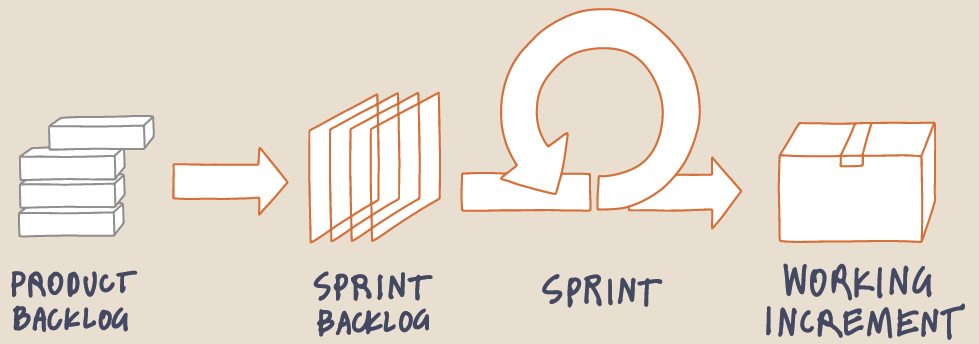 PRODUCT
BACKLOG
SPRINT
BACKLOG
SPRINT
WORKING
INCREMENT